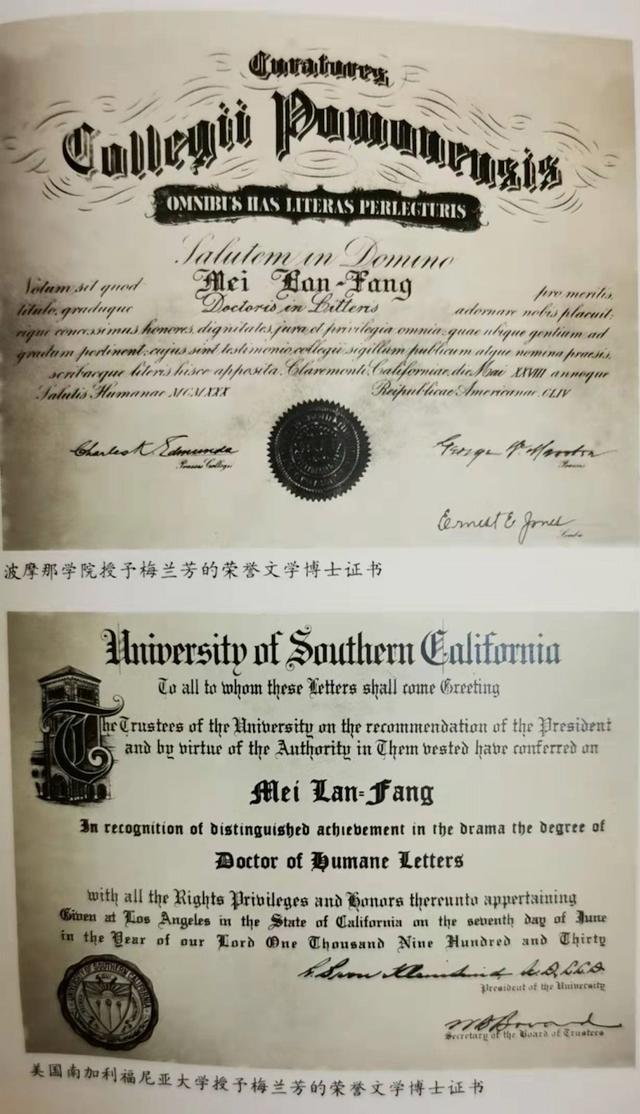 Curatores
Collegii Pomonensis
OMNIBUS HAS LITERAS PERLECTURIS
Salutem in Domino
Notum sit quod Mei Lan-Fang pro meritis,
titulo, graduque Doctoris in Litteris adornare nobis placuit,
eique concessimus honores, dignitates, jura et privilegia omnia, quae ubique gentium ad
gradum pertinent; cujus sint testimonio collegii sigillum publicum atque nomina praesis,
scribaeque literis hisce apposita. Claremonti, Californiae, die Maii XXVIII annoque
Salutis Humanae MCMXXX Reipublicae Americanae CLIV
Charles K Edmunds
George
Ernest E Jones
波摩那学院授予梅兰芳的荣誉文学博士证书
University of Southern California
To all to whom these Letters shall come Greeting
The Trustees of the University on the recommendation of the President
and by virtue of the Authority in Them vested have conferred on
Mei Lan-Fang
In recognition of distinguished achievement in the drama the degree of
Doctor of Humane Letters
with all the Rights Privileges and Honors thereunto appertaining
Given at Los Angeles in the State of California on the seventh day of June
in the Year of our Lord One Thousand Nine Hundred and Thirty
President of the University
Secretary of the Board of Trustees
UNIVERSITY OF SOUTHERN CALIFORNIA
美国南加利福尼亚大学授予梅兰芳的荣誉文学博士证书